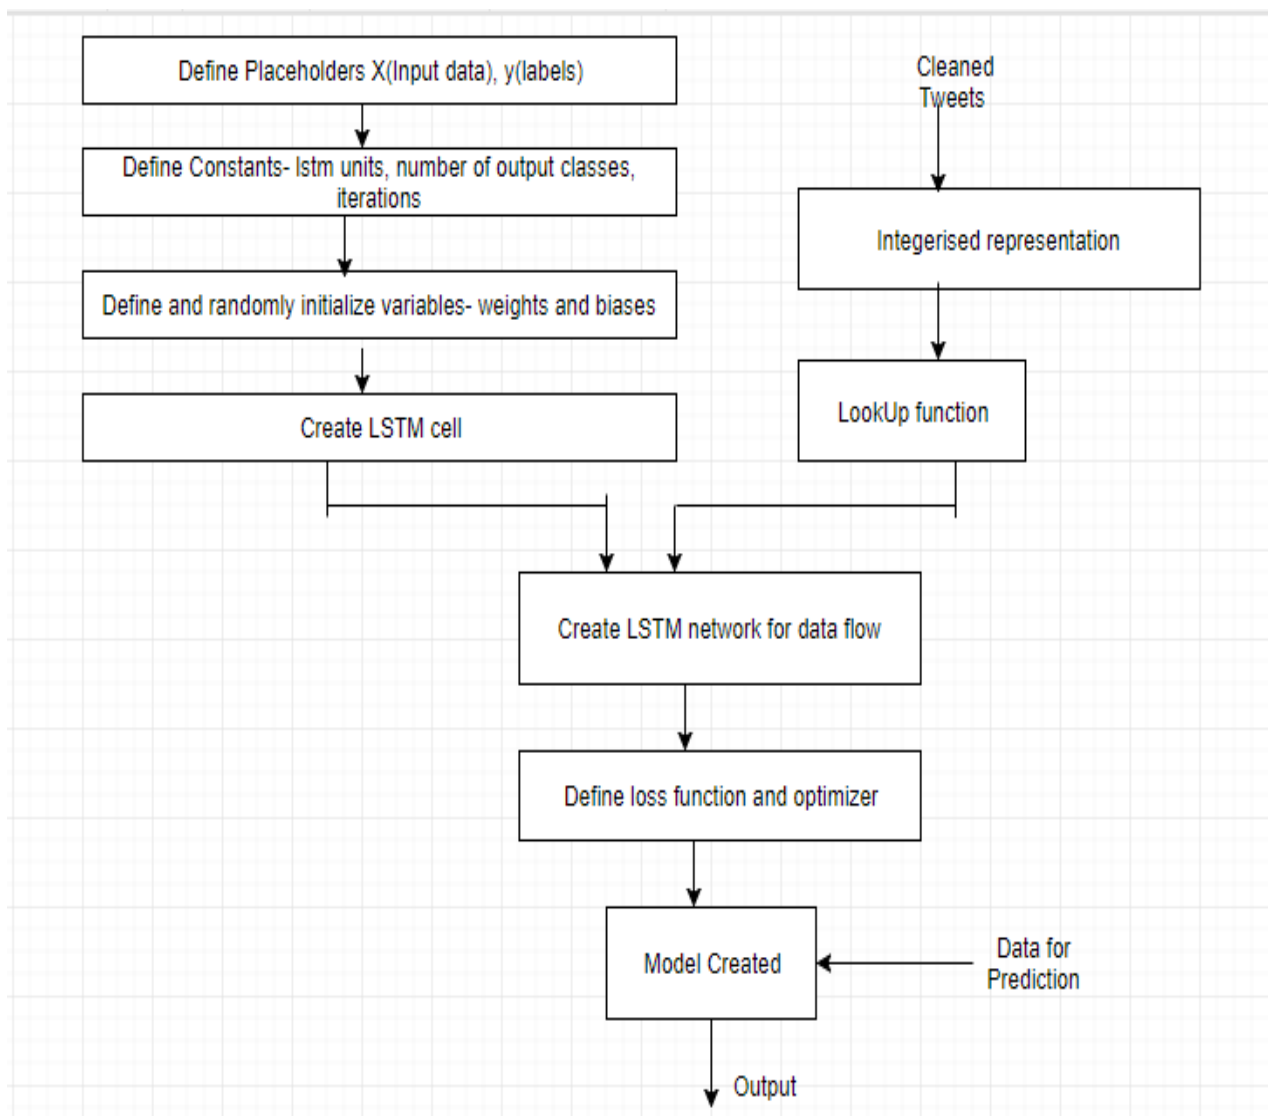 Define Placeholders X(Input data), y(labels)
Define Constants- lstm units, number of output classes,
iterations
Define and randomly initialize variables- weights and biases
Create LSTM cell
Cleaned
Tweets
Integerised representation
LookUp function
Create LSTM network for data flow
Define loss function and optimizer
Model Created
Data for
Prediction
Output